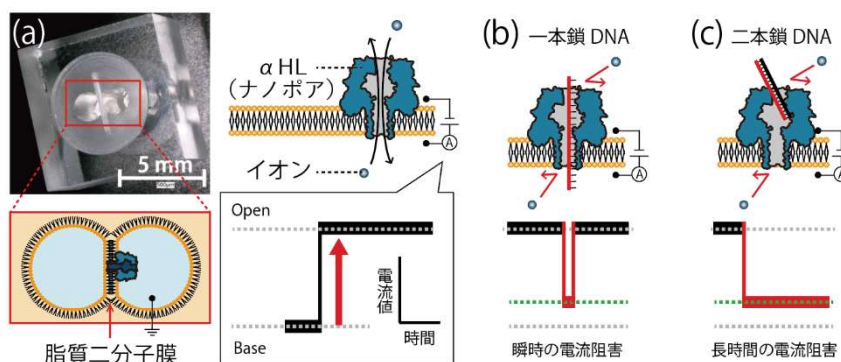 (a)
5 mm
500μm
脂質二分子膜
αHL
(ナノポア)
イオン
A
Open
Base
電流値
時間
(b) 一本鎖 DNA
A
瞬時の電流阻害
(c) 二本鎖 DNA
A
長時間の電流阻害